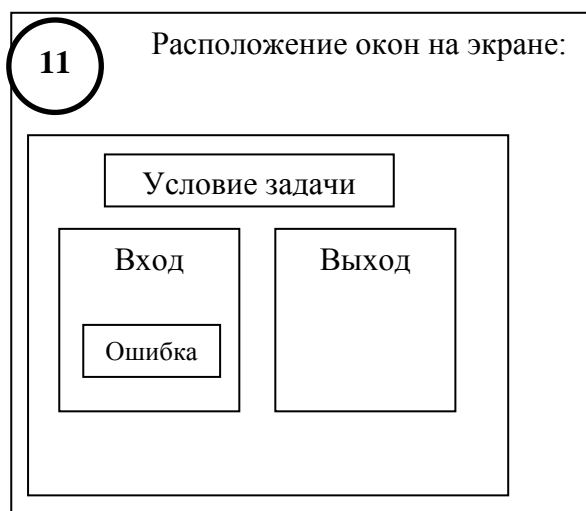 11
Расположение окон на экране:
Условие задачи
Вход
Выход
Ошибка